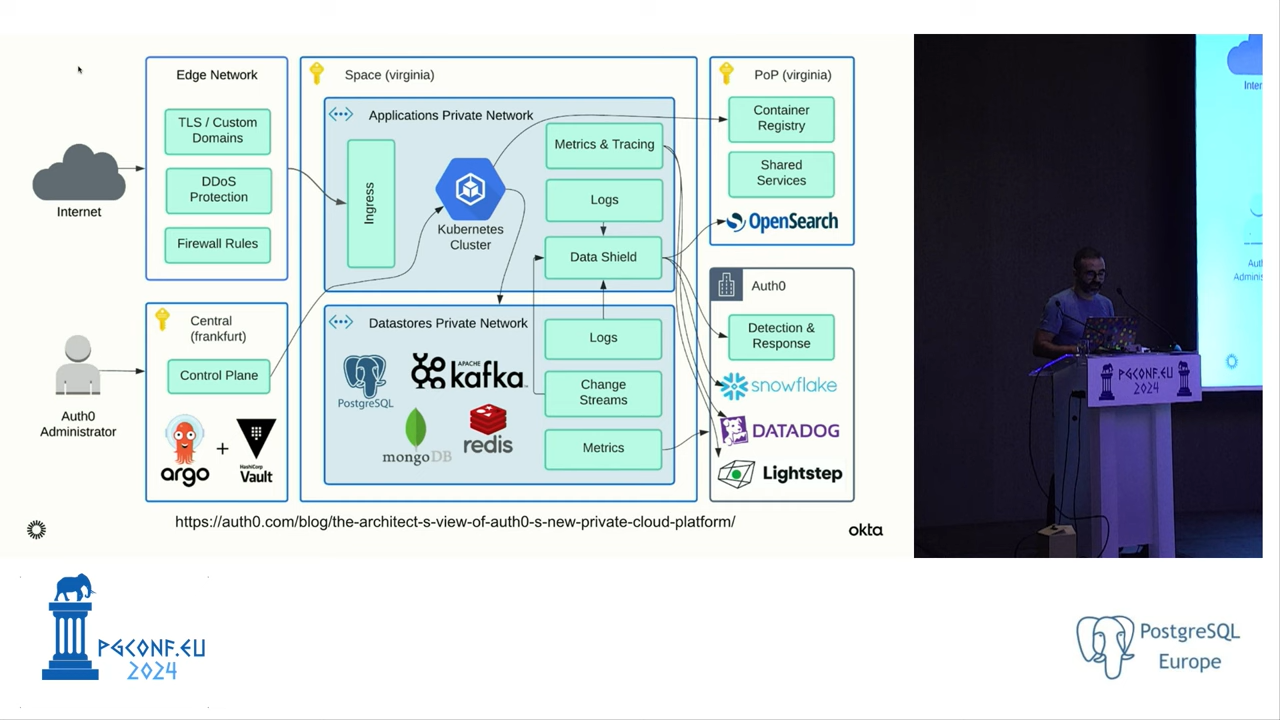 Edge Network
TLS / Custom
Domains
DDoS
Protection
Firewall Rules
Internet
Central
(frankfurt)
Control Plane
argo
+
HashiCorp
Vault
Auth0
Administrator
Space (virginia)
Applications Private Network
Ingress
Kubernetes
Cluster
Metrics & Tracing
Logs
Data Shield
Datastores Private Network
PostgreSQL
APACHE
kafka
mongoDB
redis
Logs
Change
Streams
Metrics
PoP (virginia)
Container
Registry
Shared
Services
OpenSearch
Auth0
Detection &
Response
snowflake
DATADOG
Lightstep
https://auth0.com/blog/the-architect-s-view-of-auth0-s-new-private-cloud-platform/
okta
Inter
Aut
Adminis
PGCONF.EU
2024
PGCONF.EU
2024
PostgreSQL
Europe